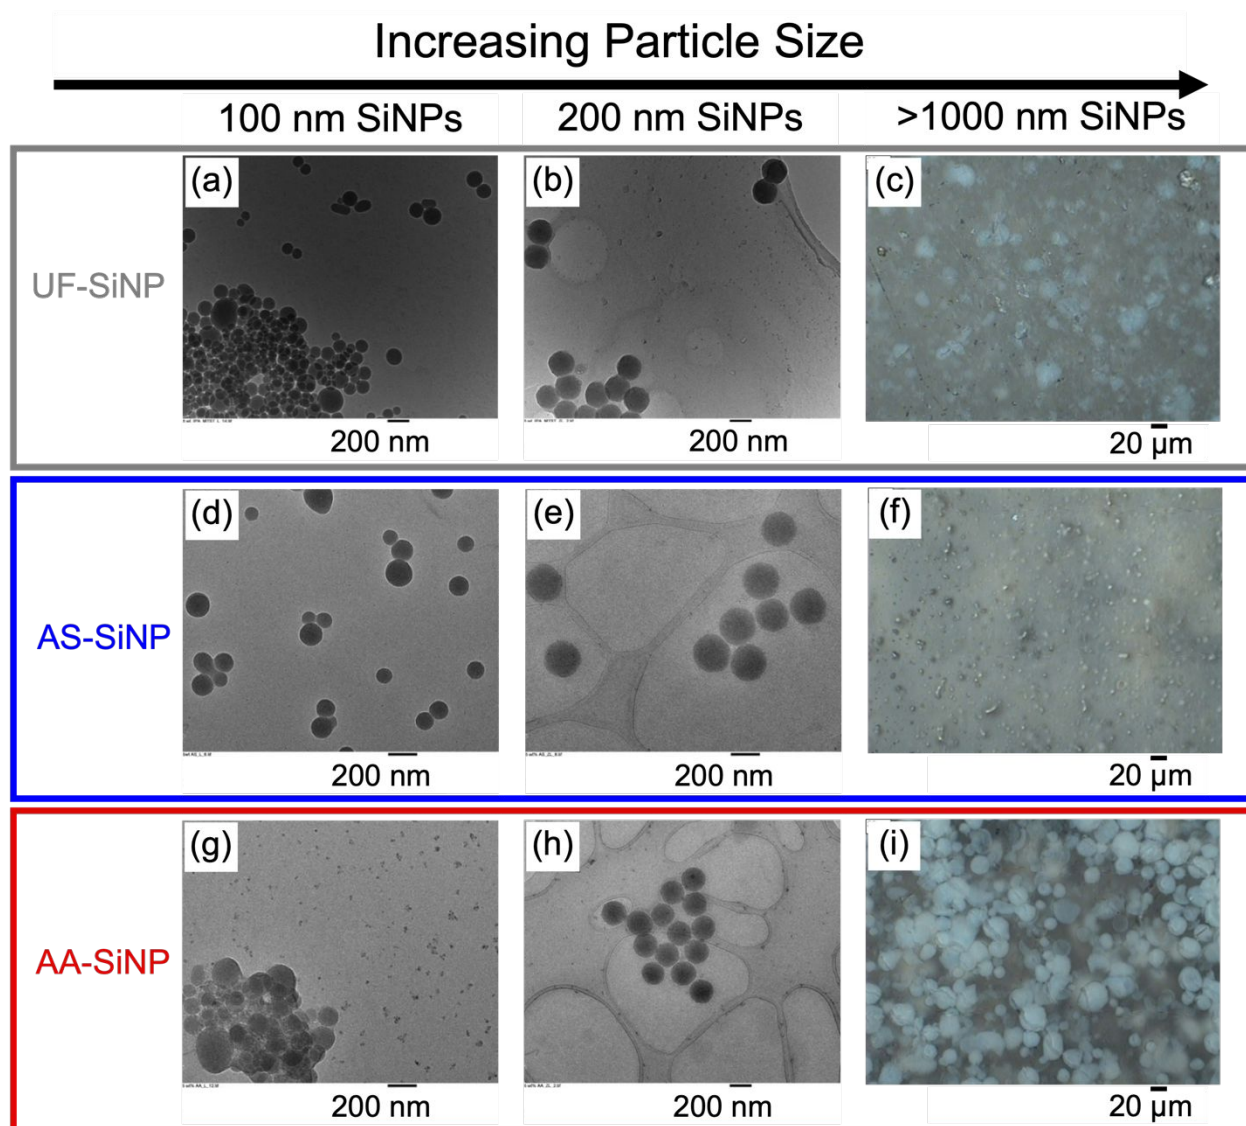 Increasing Particle Size
100 nm SiNPs
200 nm SiNPs
>1000 nm SiNPs
UF-SiNP
(a)
(b)
(c)
200 nm
200 nm
20 µm
AS-SiNP
(d)
(e)
(f)
200 nm
200 nm
20 µm
AA-SiNP
(g)
(h)
(i)
200 nm
200 nm
20 µm